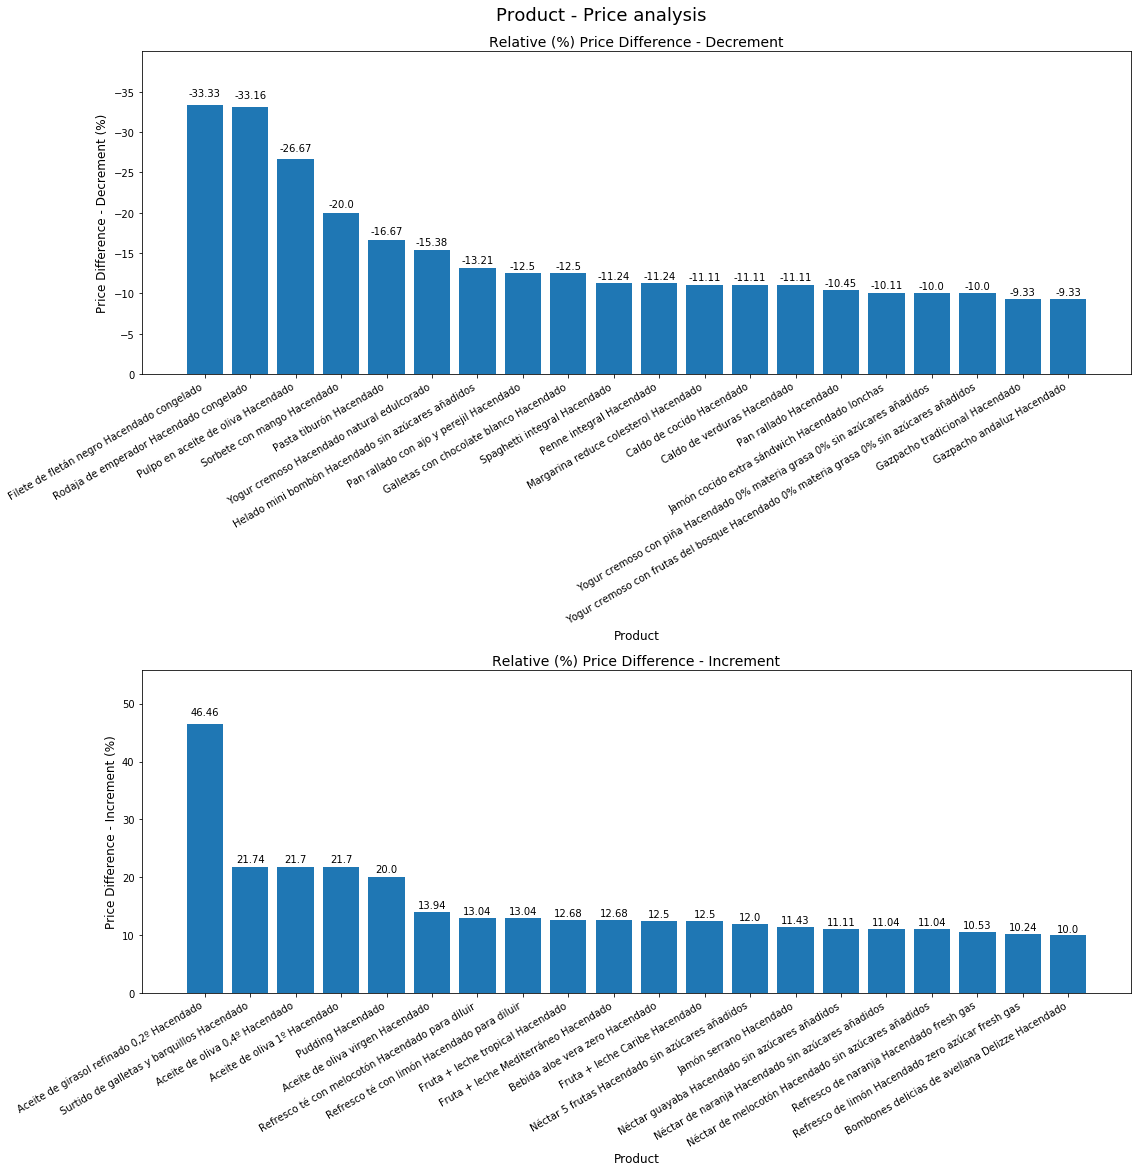 Product - Price analysis
Relative (%) Price Difference - Decrement
Price Difference - Decrement (%)
−35
−30
−25
−20
−15
−10
−5
0
-33.33
-33.16
-26.67
-20.0
-16.67
-15.38
-13.21
-12.5
-12.5
-11.24
-11.24
-11.11
-11.11
-11.11
-10.45
-10.11
-10.0
-10.0
-9.33
-9.33
Filete de fletán negro Hacendado congelado
Rodaja de emperador Hacendado congelado
Pulpo en aceite de oliva Hacendado
Sorbete con mango Hacendado
Pasta tiburón Hacendado
Yogur cremoso Hacendado natural edulcorado
Helado mini bombón Hacendado sin azúcares añadidos
Pan rallado con ajo y perejil Hacendado
Galletas con chocolate blanco Hacendado
Spaghetti integral Hacendado
Penne integral Hacendado
Margarina reduce colesterol Hacendado
Caldo de cocido Hacendado
Caldo de verduras Hacendado
Pan rallado Hacendado
Jamón cocido extra sándwich Hacendado lonchas
Yogur cremoso con piña Hacendado 0% materia grasa 0% sin azúcares añadidos
Yogur cremoso con frutas del bosque Hacendado 0% materia grasa 0% sin azúcares añadidos
Gazpacho tradicional Hacendado
Gazpacho andaluz Hacendado
Product
Relative (%) Price Difference - Increment
Price Difference - Increment (%)
50
40
30
20
10
0
46.46
21.74
21.7
21.7
20.0
13.94
13.04
13.04
12.68
12.68
12.5
12.5
12.0
11.43
11.11
11.04
11.04
10.53
10.24
10.0
Aceite de girasol refinado 0,2º Hacendado
Surtido de galletas y barquillos Hacendado
Aceite de oliva 0,4º Hacendado
Aceite de oliva 1º Hacendado
Pudding Hacendado
Aceite de oliva virgen Hacendado
Refresco té con melocotón Hacendado para diluir
Refresco té con limón Hacendado para diluir
Fruta + leche tropical Hacendado
Fruta + leche Mediterráneo Hacendado
Bebida aloe vera zero Hacendado
Fruta + leche Caribe Hacendado
Néctar 5 frutas Hacendado sin azúcares añadidos
Jamón serrano Hacendado
Néctar guayaba Hacendado sin azúcares añadidos
Néctar de naranja Hacendado sin azúcares añadidos
Néctar de melocotón Hacendado sin azúcares añadidos
Refresco de naranja Hacendado fresh gas
Refresco de limón Hacendado zero azúcar fresh gas
Bombones delicias de avellana Delizze Hacendado
Product